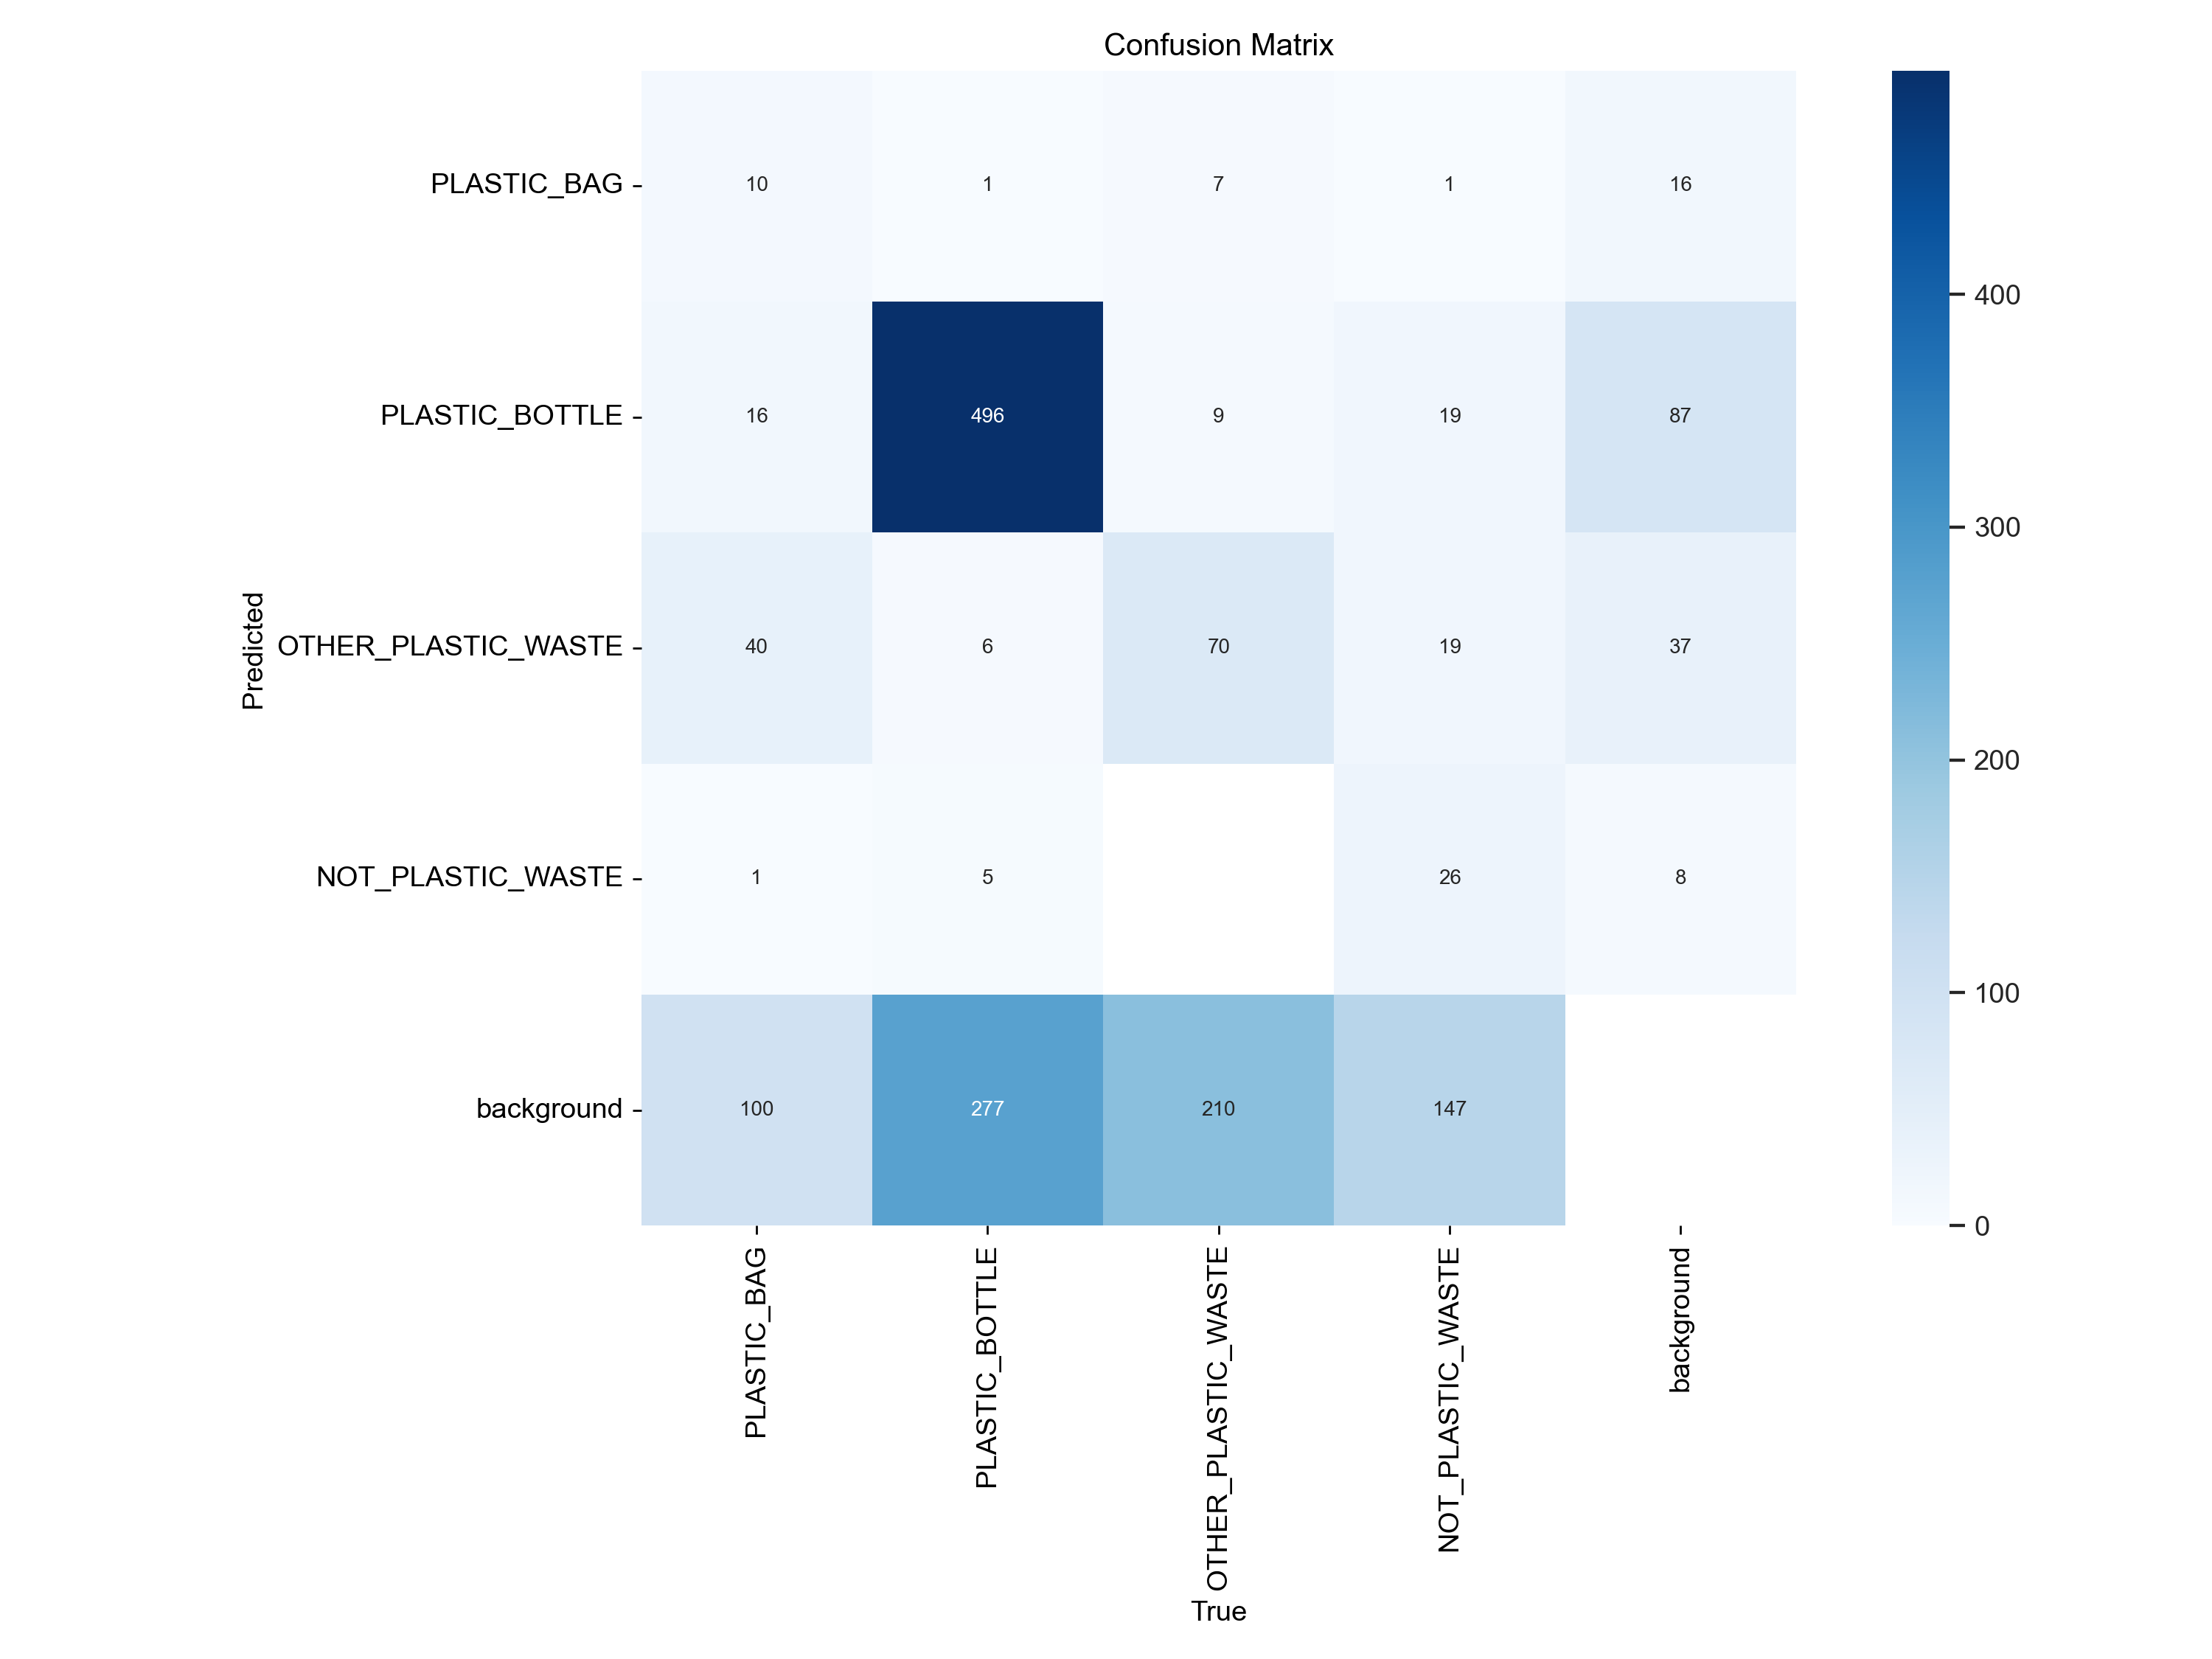 Confusion Matrix
Predicted
PLASTIC_BAG 10 1 7 1 16
PLASTIC_BOTTLE 16 496 9 19 87
OTHER_PLASTIC_WASTE 40 6 70 19 37
NOT_PLASTIC_WASTE 1 5 26 8
background 100 277 210 147
PLASTIC_BAG
PLASTIC_BOTTLE
OTHER_PLASTIC_WASTE
NOT_PLASTIC_WASTE
background
True
400
300
200
100
0